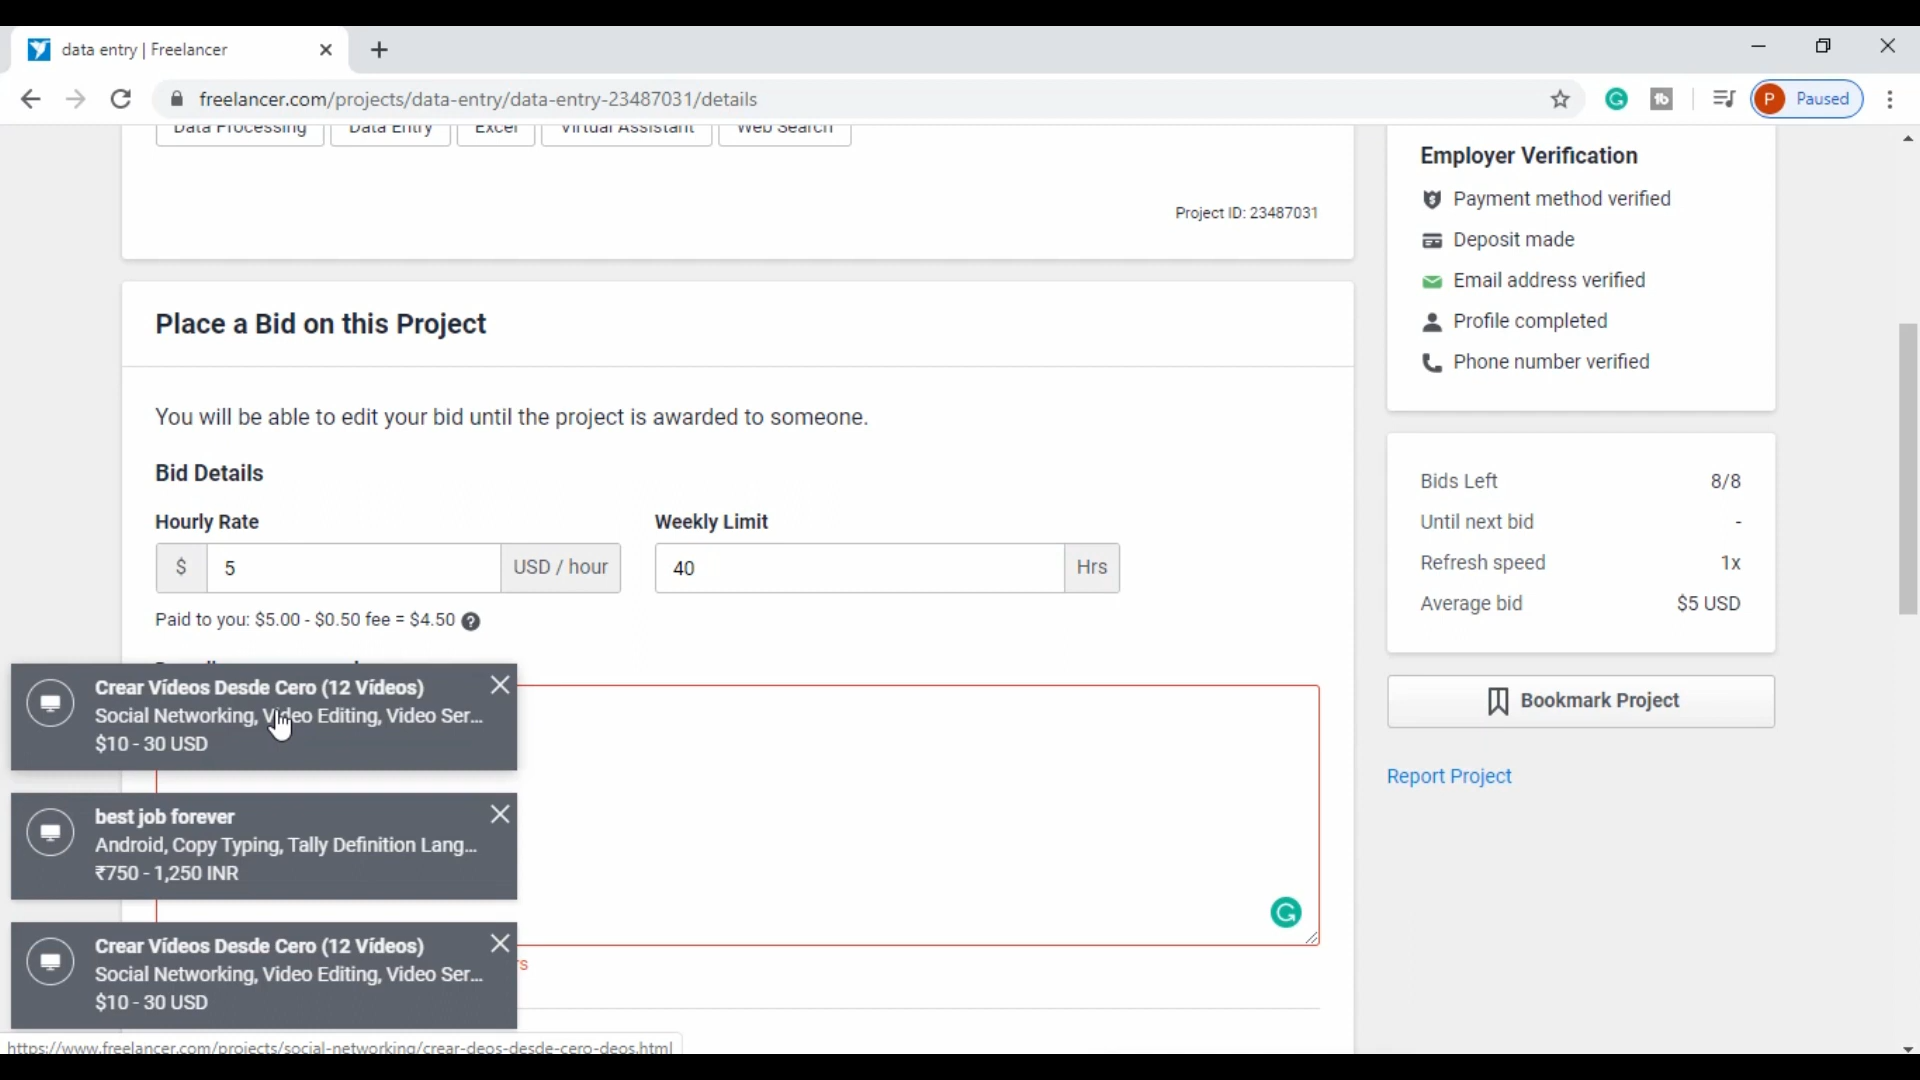 data entry | Freelancer
freelancer.com/projects/data-entry/data-entry-23487031/details
Paused
P
Data Processing Data Entry Excel Virtual Assistant Web Search
Project ID: 23487031
Place a Bid on this Project
You will be able to edit your bid until the project is awarded to someone.
Bid Details
Hourly Rate Weekly Limit
$ 5 USD / hour 40 Hrs
Paid to you: $5.00 - $0.50 fee = $4.50 ?
Crear Vídeos Desde Cero (12 Vídeos)
Social Networking, Video Editing, Video Ser...
$10 - 30 USD
best job forever
Android, Copy Typing, Tally Definition Lang...
₹750 - 1,250 INR
Crear Vídeos Desde Cero (12 Vídeos)
Social Networking, Video Editing, Video Ser...
$10 - 30 USD
https://www.freelancer.com/projects/social-networking/crear-deos-desde-cero-deos.html
Employer Verification
Payment method verified
Deposit made
Email address verified
Profile completed
Phone number verified
Bids Left 8/8
Until next bid -
Refresh speed 1x
Average bid $5 USD
Bookmark Project
Report Project